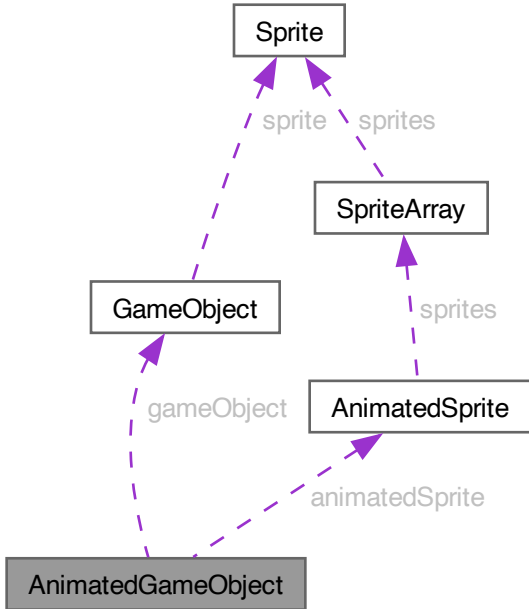 Sprite
sprite
sprites
SpriteArray
GameObject
sprites
gameObject
AnimatedSprite
animatedSprite
AnimatedGameObject